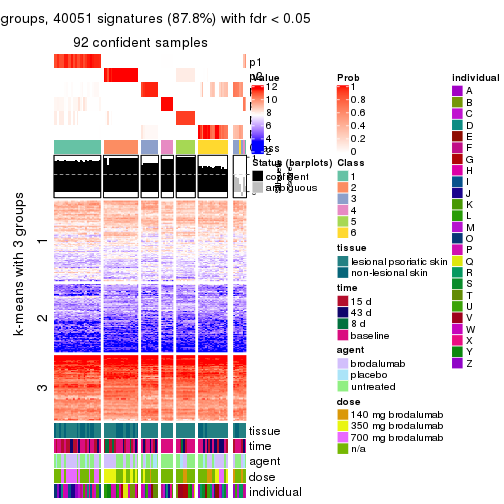 groups, 40051 signatures (87.8%) with fdr < 0.05
92 confident samples
k-means with 3 groups
1
2
3
p1
Value
12
10
8
6
4
Status (barplots)
confident
ambiguous
Prob
1
0.8
0.6
0.4
0.2
0
Class
1
2
3
4
5
6
tissue
lesional psoriatic skin
non-lesional skin
time
15 d
43 d
8 d
baseline
agent
brodalumab
placebo
untreated
dose
140 mg brodalumab
350 mg brodalumab
700 mg brodalumab
n/a
individual
A
B
C
D
E
F
G
H
I
J
K
L
M
O
P
Q
R
S
T
U
V
W
X
Y
Z
tissue
time
agent
dose
individual